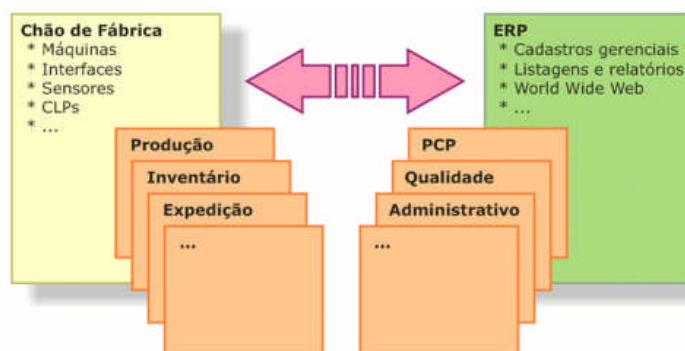 Chão de Fábrica
* Máquinas
* Interfaces
* Sensores
* CLPs
* ...
Produção
Inventário
Expedição
...
ERP
* Cadastros gerenciais
* Listagens e relatórios
* World Wide Web
* ...
PCP
Qualidade
Administrativo
...